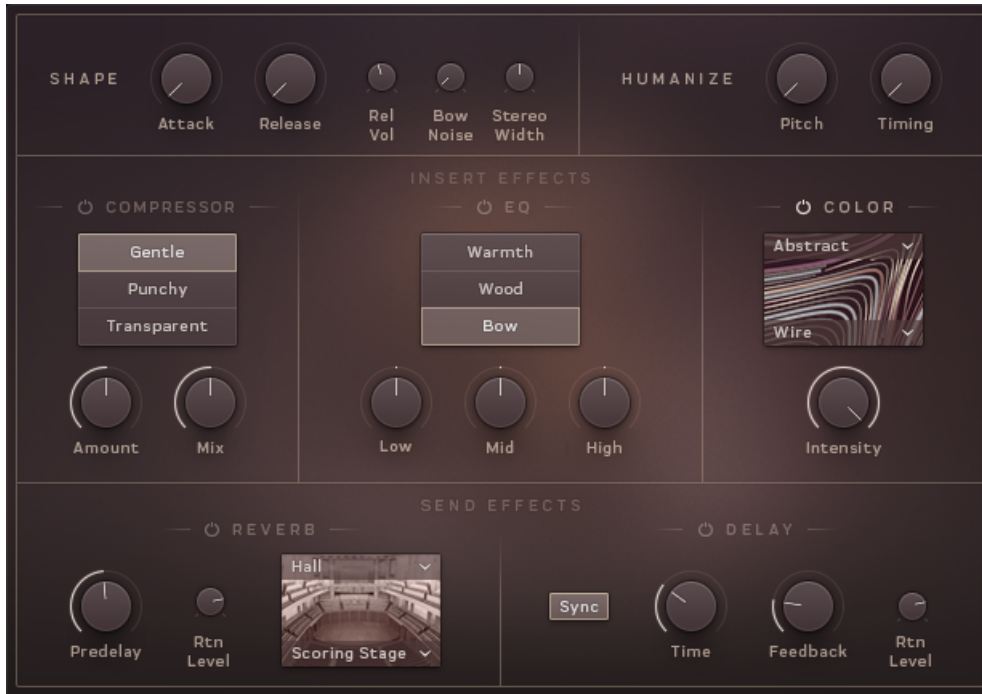 SHAPE
Attack
Release
Rel
Vol
Bow
Noise
Stereo
Width
HUMANIZE
Pitch
Timing
INSERT EFFECTS
COMPRESSOR
Gentle
Punchy
Transparent
Amount
Mix
EQ
Warmth
Wood
Bow
Low
Mid
High
COLOR
Abstract
Wire
Intensity
SEND EFFECTS
REVERB
Predelay
Rtn
Level
Hall
Scoring Stage
DELAY
Sync
Time
Feedback
Rtn
Level